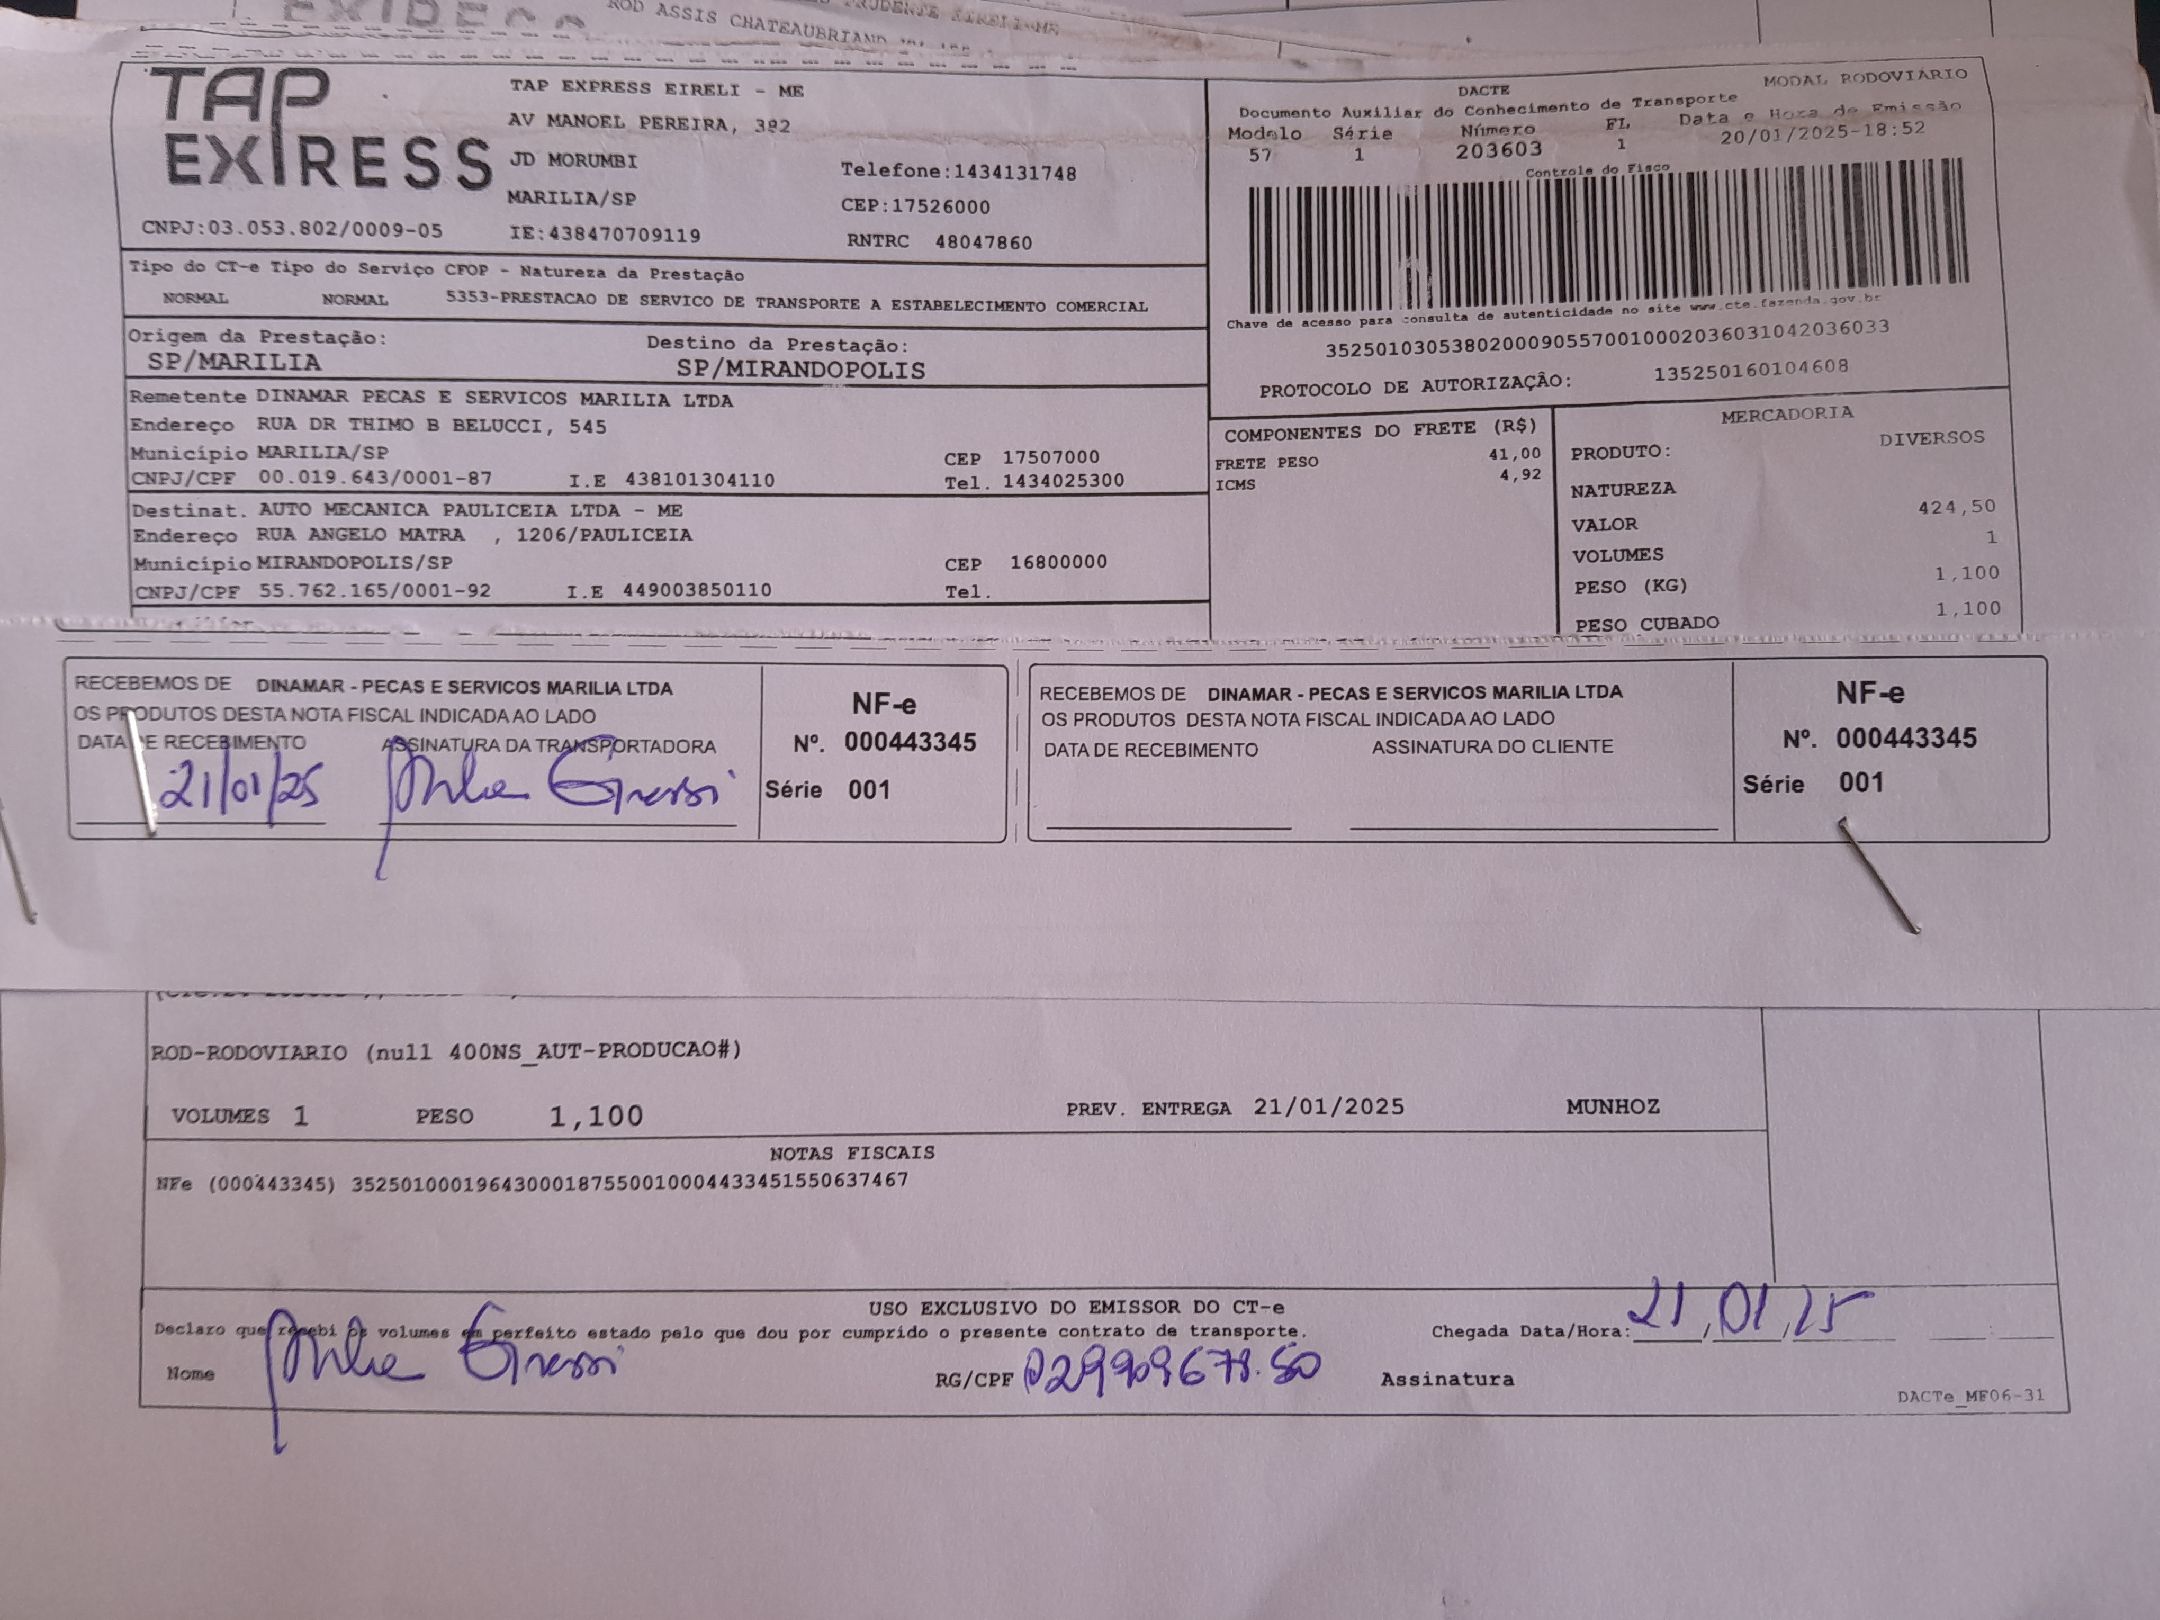 ROD ASSIS CHATEAUBRIAND
TAP EXPRESS
TAP EXPRESS EIRELI - ME
AV MANOEL PEREIRA, 392
JD MORUMBI
Telefone:1434131748
MARILIA/SP
CEP:17526000
CNPJ:03.053.802/0009-05
IE:438470709119
RNTRC 48047860
DACTE
MODAL RODOVIÁRIO
Documento Auxiliar do Conhecimento de Transporte
Modelo Série Número FL Data e Hora de Emissão
57 1 203603 1 20/01/2025-18:52
Controle do Fisco
Chave de acesso para consulta de autenticidade no site www.cte.fazenda.gov.br
35250103053802000905570010002036031042036033
PROTOCOLO DE AUTORIZAÇÃO: 135250160104608
Tipo do CT-e Tipo do Serviço CFOP - Natureza da Prestação
NORMAL NORMAL 5353-PRESTACAO DE SERVICO DE TRANSPORTE A ESTABELECIMENTO COMERCIAL
Origem da Prestação: Destino da Prestação:
SP/MARILIA SP/MIRANDOPOLIS
Remetente DINAMAR PECAS E SERVICOS MARILIA LTDA
Endereço RUA DR THIMO B BELUCCI, 545
Município MARILIA/SP CEP 17507000
CNPJ/CPF 00.019.643/0001-87 I.E 438101304110 Tel. 1434025300
Destinat. AUTO MECANICA PAULICEIA LTDA - ME
Endereço RUA ANGELO MATRA , 1206/PAULICEIA
Município MIRANDOPOLIS/SP CEP 16800000
CNPJ/CPF 55.762.165/0001-92 I.E 449003850110 Tel.
COMPONENTES DO FRETE (R$)
FRETE PESO 41,00
ICMS 4,92
MERCADORIA
PRODUTO: DIVERSOS
NATUREZA
VALOR 424,50
VOLUMES 1
PESO (KG) 1,100
PESO CUBADO 1,100
RECEBEMOS DE DINAMAR - PECAS E SERVICOS MARILIA LTDA
OS PRODUTOS DESTA NOTA FISCAL INDICADA AO LADO
DATA DE RECEBIMENTO ASSINATURA DA TRANSPORTADORA
21/01/25
NF-e
Nº. 000443345
Série 001
RECEBEMOS DE DINAMAR - PECAS E SERVICOS MARILIA LTDA
OS PRODUTOS DESTA NOTA FISCAL INDICADA AO LADO
DATA DE RECEBIMENTO ASSINATURA DO CLIENTE
NF-e
Nº. 000443345
Série 001
ROD-RODOVIARIO (null 400NS_AUT-PRODUCAO#)
VOLUMES 1 PESO 1,100 PREV. ENTREGA 21/01/2025 MUNHOZ
NOTAS FISCAIS
NFe (000443345) 35250100019643000187550010004433451550637467
USO EXCLUSIVO DO EMISSOR DO CT-e
Declaro que recebi os volumes em perfeito estado pelo que dou por cumprido o presente contrato de transporte.
Chegada Data/Hora: 21/01/25
Nome RG/CPF Assinatura
DACTe_MF06-31